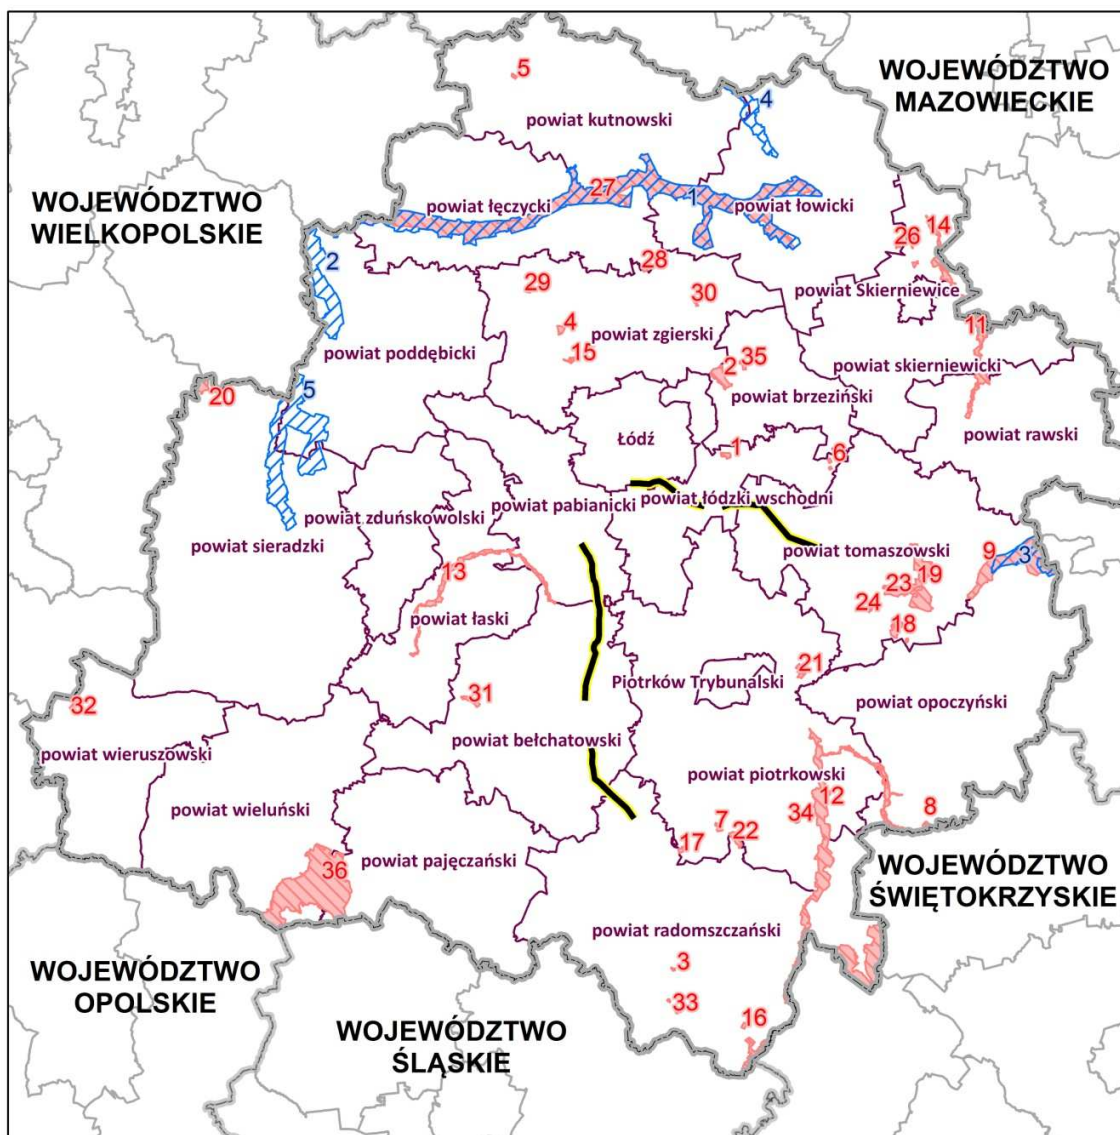 5
WOJEWÓDZTWO
MAZOWIECKIE
4
powiat kutnowski
WOJEWÓDZTWO
WIELKOPOLSKIE
27
1
powiat łęczycki
powiat łowicki
14
26
2
28
29
30
powiat Skierniewice
4
11
powiat zgierski
15
2
35
powiat poddębicki
powiat skierniewicki
5
20
powiat brzeziński
powiat rawski
Łódź
1
6
powiat łódzki wschodni
powiat pabianicki
powiat zduńskowolski
powiat sieradzki
powiat tomaszowski
9
3
13
23
19
24
powiat łaski
18
21
Piotrków Trybunalski
31
32
powiat opoczyński
powiat bełchatowski
powiat wieruszowski
powiat piotrkowski
12
powiat wieluński
34
8
7
22
17
powiat pajęczański
36
WOJEWÓDZTWO
ŚWIĘTOKRZYSKIE
powiat radomszczański
3
WOJEWÓDZTWO
OPOLSKIE
33
16
WOJEWÓDZTWO
ŚLĄSKIE